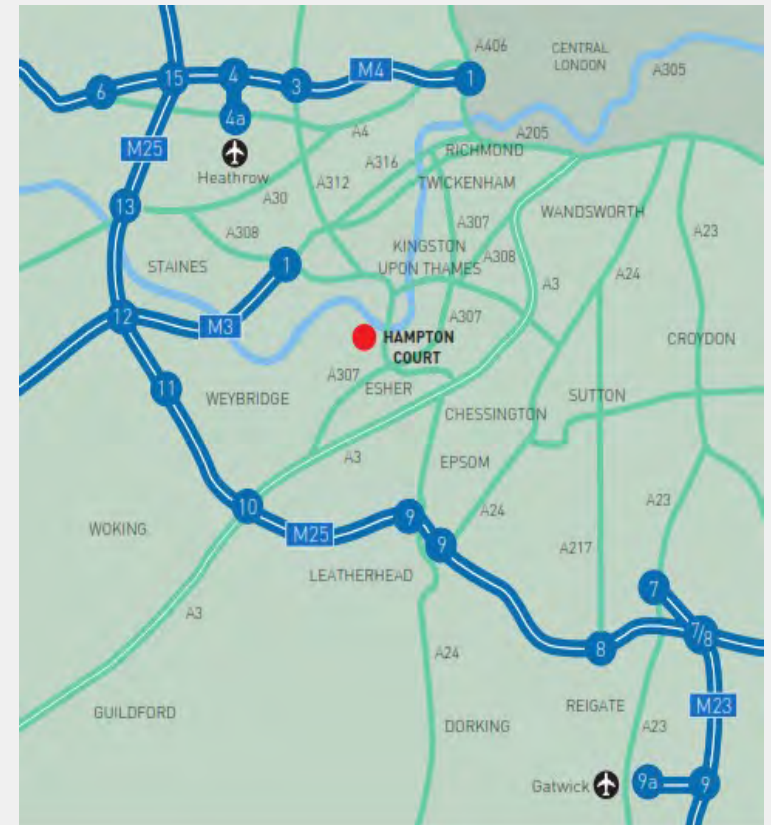 A406
CENTRAL
LONDON
A305
15
4
M4
1
6
3
4a
A4
A205
M25
A316
RICHMOND
Heathrow
A312
TWICKENHAM
A30
13
A307
WANDSWORTH
A308
A23
KINGSTON
UPON THAMES
A308
STAINES
1
A3
A24
12
M3
A307
HAMPTON
COURT
CROYDON
A307
11
ESHER
WEYBRIDGE
SUTTON
CHESSINGTON
A3
EPSOM
10
A23
9
A24
WOKING
M25
9
A217
LEATHERHEAD
7
A3
7/8
8
A24
REIGATE
M23
GUILDFORD
DORKING
A23
Gatwick
9a
9